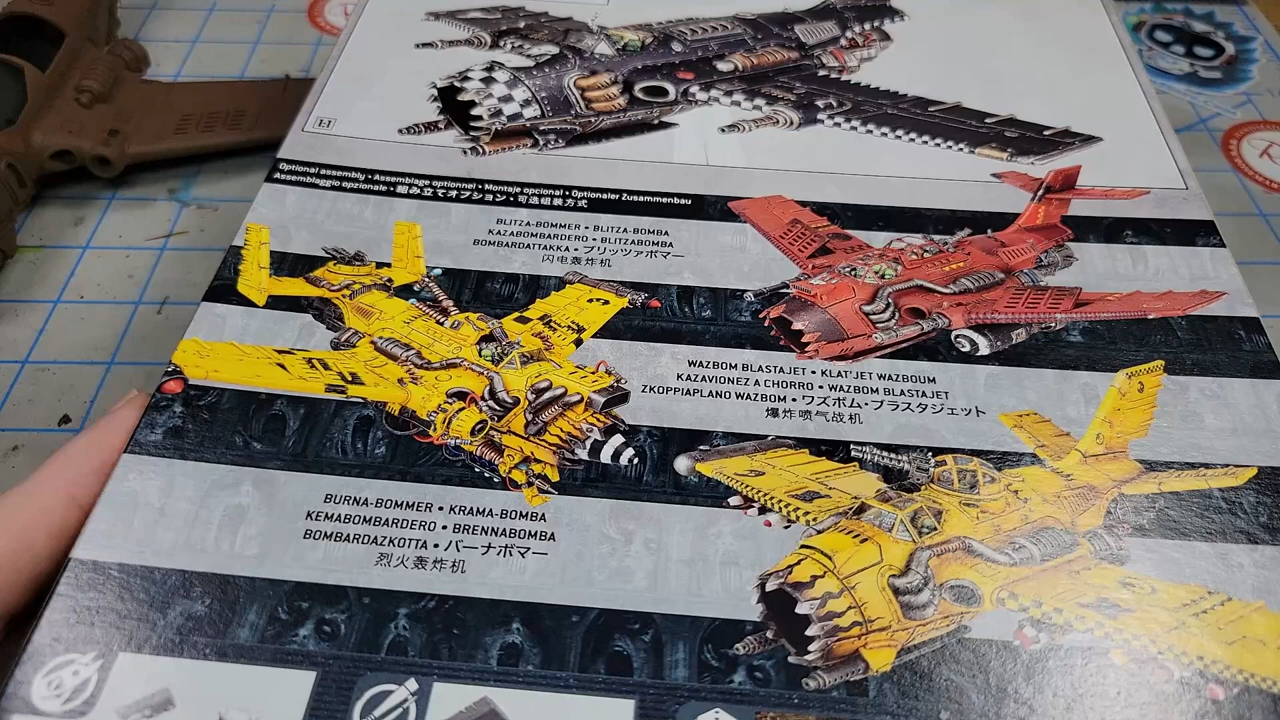 1:1
Optional assembly • Assemblage optionnel • Montaje opcional • Optionaler Zusammenbau
Assemblaggio opzionale • 組み立てオプション • 可选组装方式
BLITZA-BOMMER • BLITZA-BOMBA
KAZABOMBARDERO • BLITZABOMBA
BOMBARDATTAKKA • ブリッツァボマー
闪电轰炸机
WAZBOM BLASTAJET • KLAT'JET WAZBOUM
KAZAVIONEZ A CHORRO • WAZBOM BLASTAJET
ZKOPPIAPLANO WAZBOM • ワズボム・ブラスタジェット
爆炸喷气战机
BURNA-BOMMER • KRAMA-BOMBA
KEMABOMBARDERO • BRENNABOMBA
BOMBARDAZKOTTA • バーナボマー
烈火轰炸机